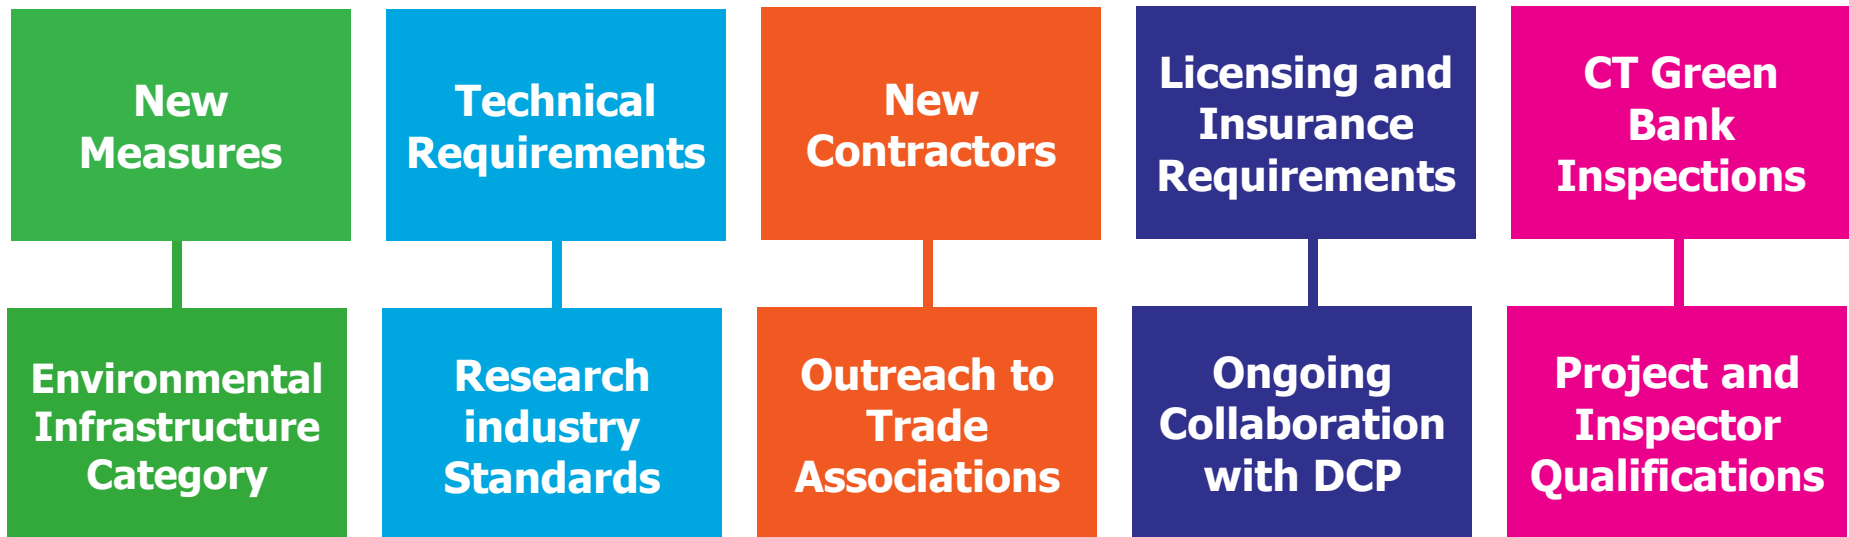 New
Measures
Technical
Requirements
New
Contractors
Licensing and
Insurance
Requirements
CT Green
Bank
Inspections
Environmental
Infrastructure
Category
Research
industry
Standards
Outreach to
Trade
Associations
Ongoing
Collaboration
with DCP
Project and
Inspector
Qualifications